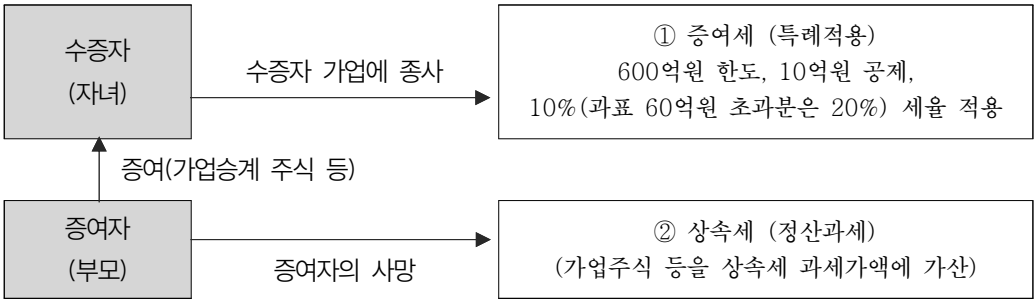 수증자
(자녀)
수증자 가업에 종사
① 증여세 (특례적용)
600억원 한도, 10억원 공제,
10%(과표 60억원 초과분은 20%) 세율 적용
증여(가업승계 주식 등)
증여자
(부모)
증여자의 사망
② 상속세 (정산과세)
(가업주식 등을 상속세 과세가액에 가산)